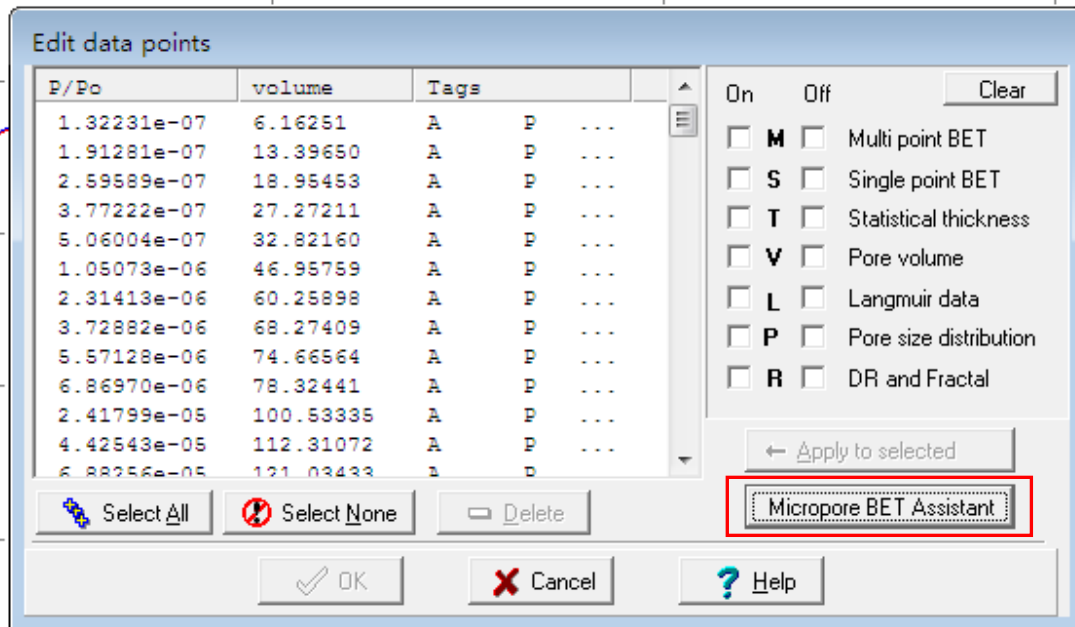 Edit data points
P/Po volume Tags
1.32231e-07 6.16251 A P ...
1.91281e-07 13.39650 A P ...
2.59589e-07 18.95453 A P ...
3.77222e-07 27.27211 A P ...
5.06004e-07 32.82160 A P ...
1.05073e-06 46.95759 A P ...
2.31413e-06 60.25898 A P ...
3.72882e-06 68.27409 A P ...
5.57128e-06 74.66564 A P ...
6.86970e-06 78.32441 A P ...
2.41799e-05 100.53335 A P ...
4.42543e-05 112.31072 A P ...
6.88256e-05 121.03433 A P
On Off Clear
M Multi point BET
S Single point BET
T Statistical thickness
V Pore volume
L Langmuir data
P Pore size distribution
R DR and Fractal
← Apply to selected
Micropore BET Assistant
Select All Select None Delete
OK Cancel Help